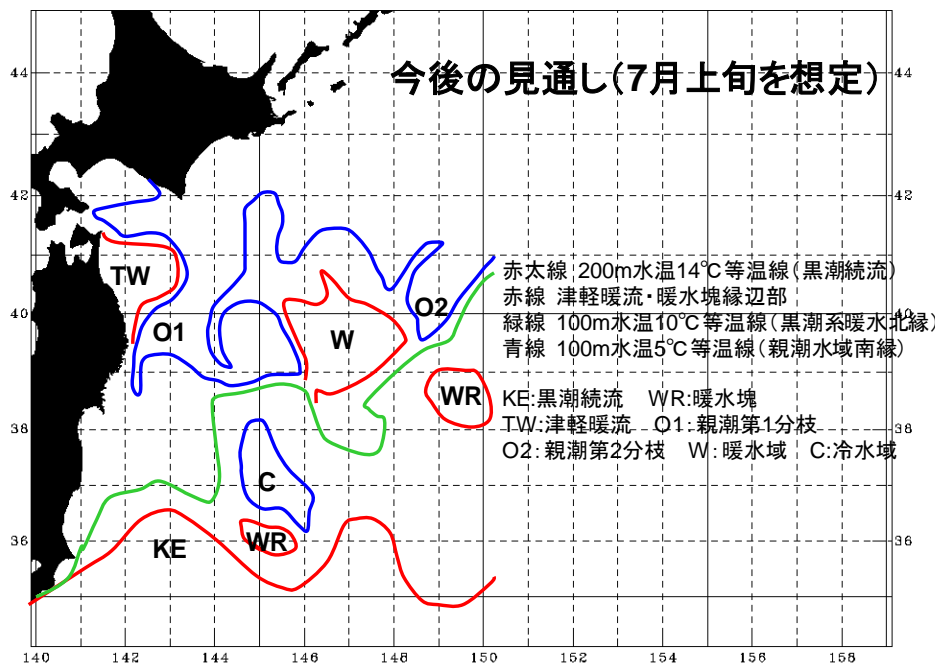 今後の見通し(7月上旬を想定)
44
44
42
42
TW
赤太線 200m水温14℃等温線(黒潮続流)
赤線 津軽暖流・暖水塊縁辺部
緑線 100m水温10℃等温線(黒潮系暖水北縁)
青線 100m水温5℃等温線(親潮水域南縁)
O2
40
40
O1
W
WR
KE:黒潮続流 WR:暖水塊
TW:津軽暖流 O1:親潮第1分枝
O2:親潮第2分枝 W:暖水域 C:冷水域
38
38
C
36
36
KE
WR
140 142 144 146 148 150 152 154 156 158